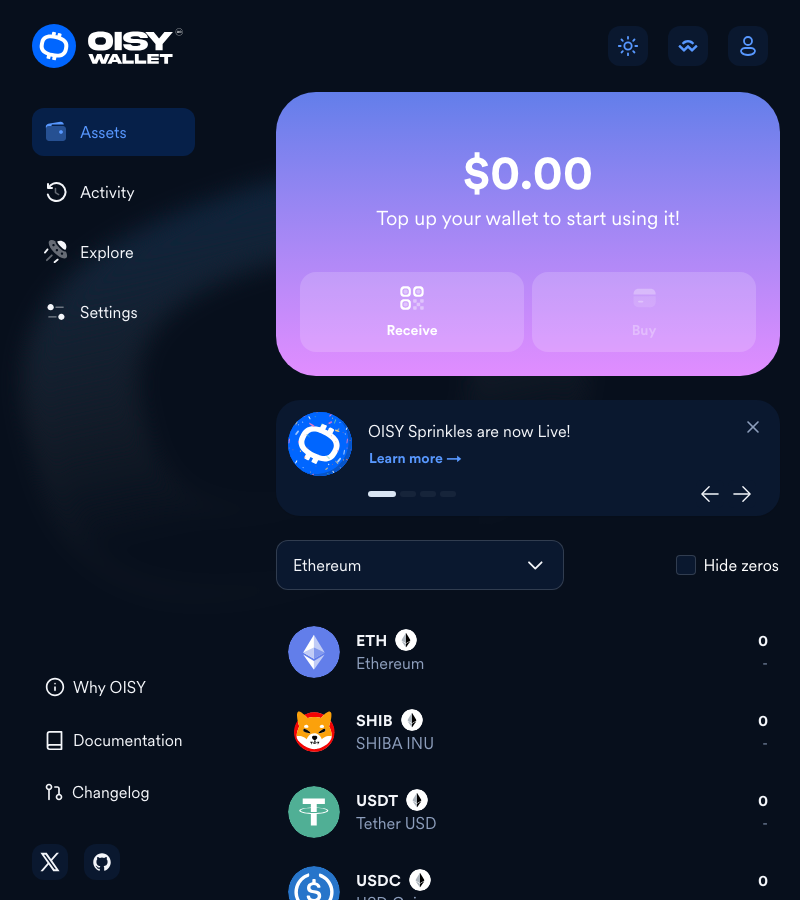 OISY
WALLET
Assets
Activity
Explore
Settings
Why OISY
Documentation
Changelog
$0.00
Top up your wallet to start using it!
Receive
Buy
OISY Sprinkles are now Live!
Learn more →
Ethereum
Hide zeros
ETH
0
Ethereum
-
SHIB
0
SHIBA INU
-
USDT
0
Tether USD
-
USDC
0